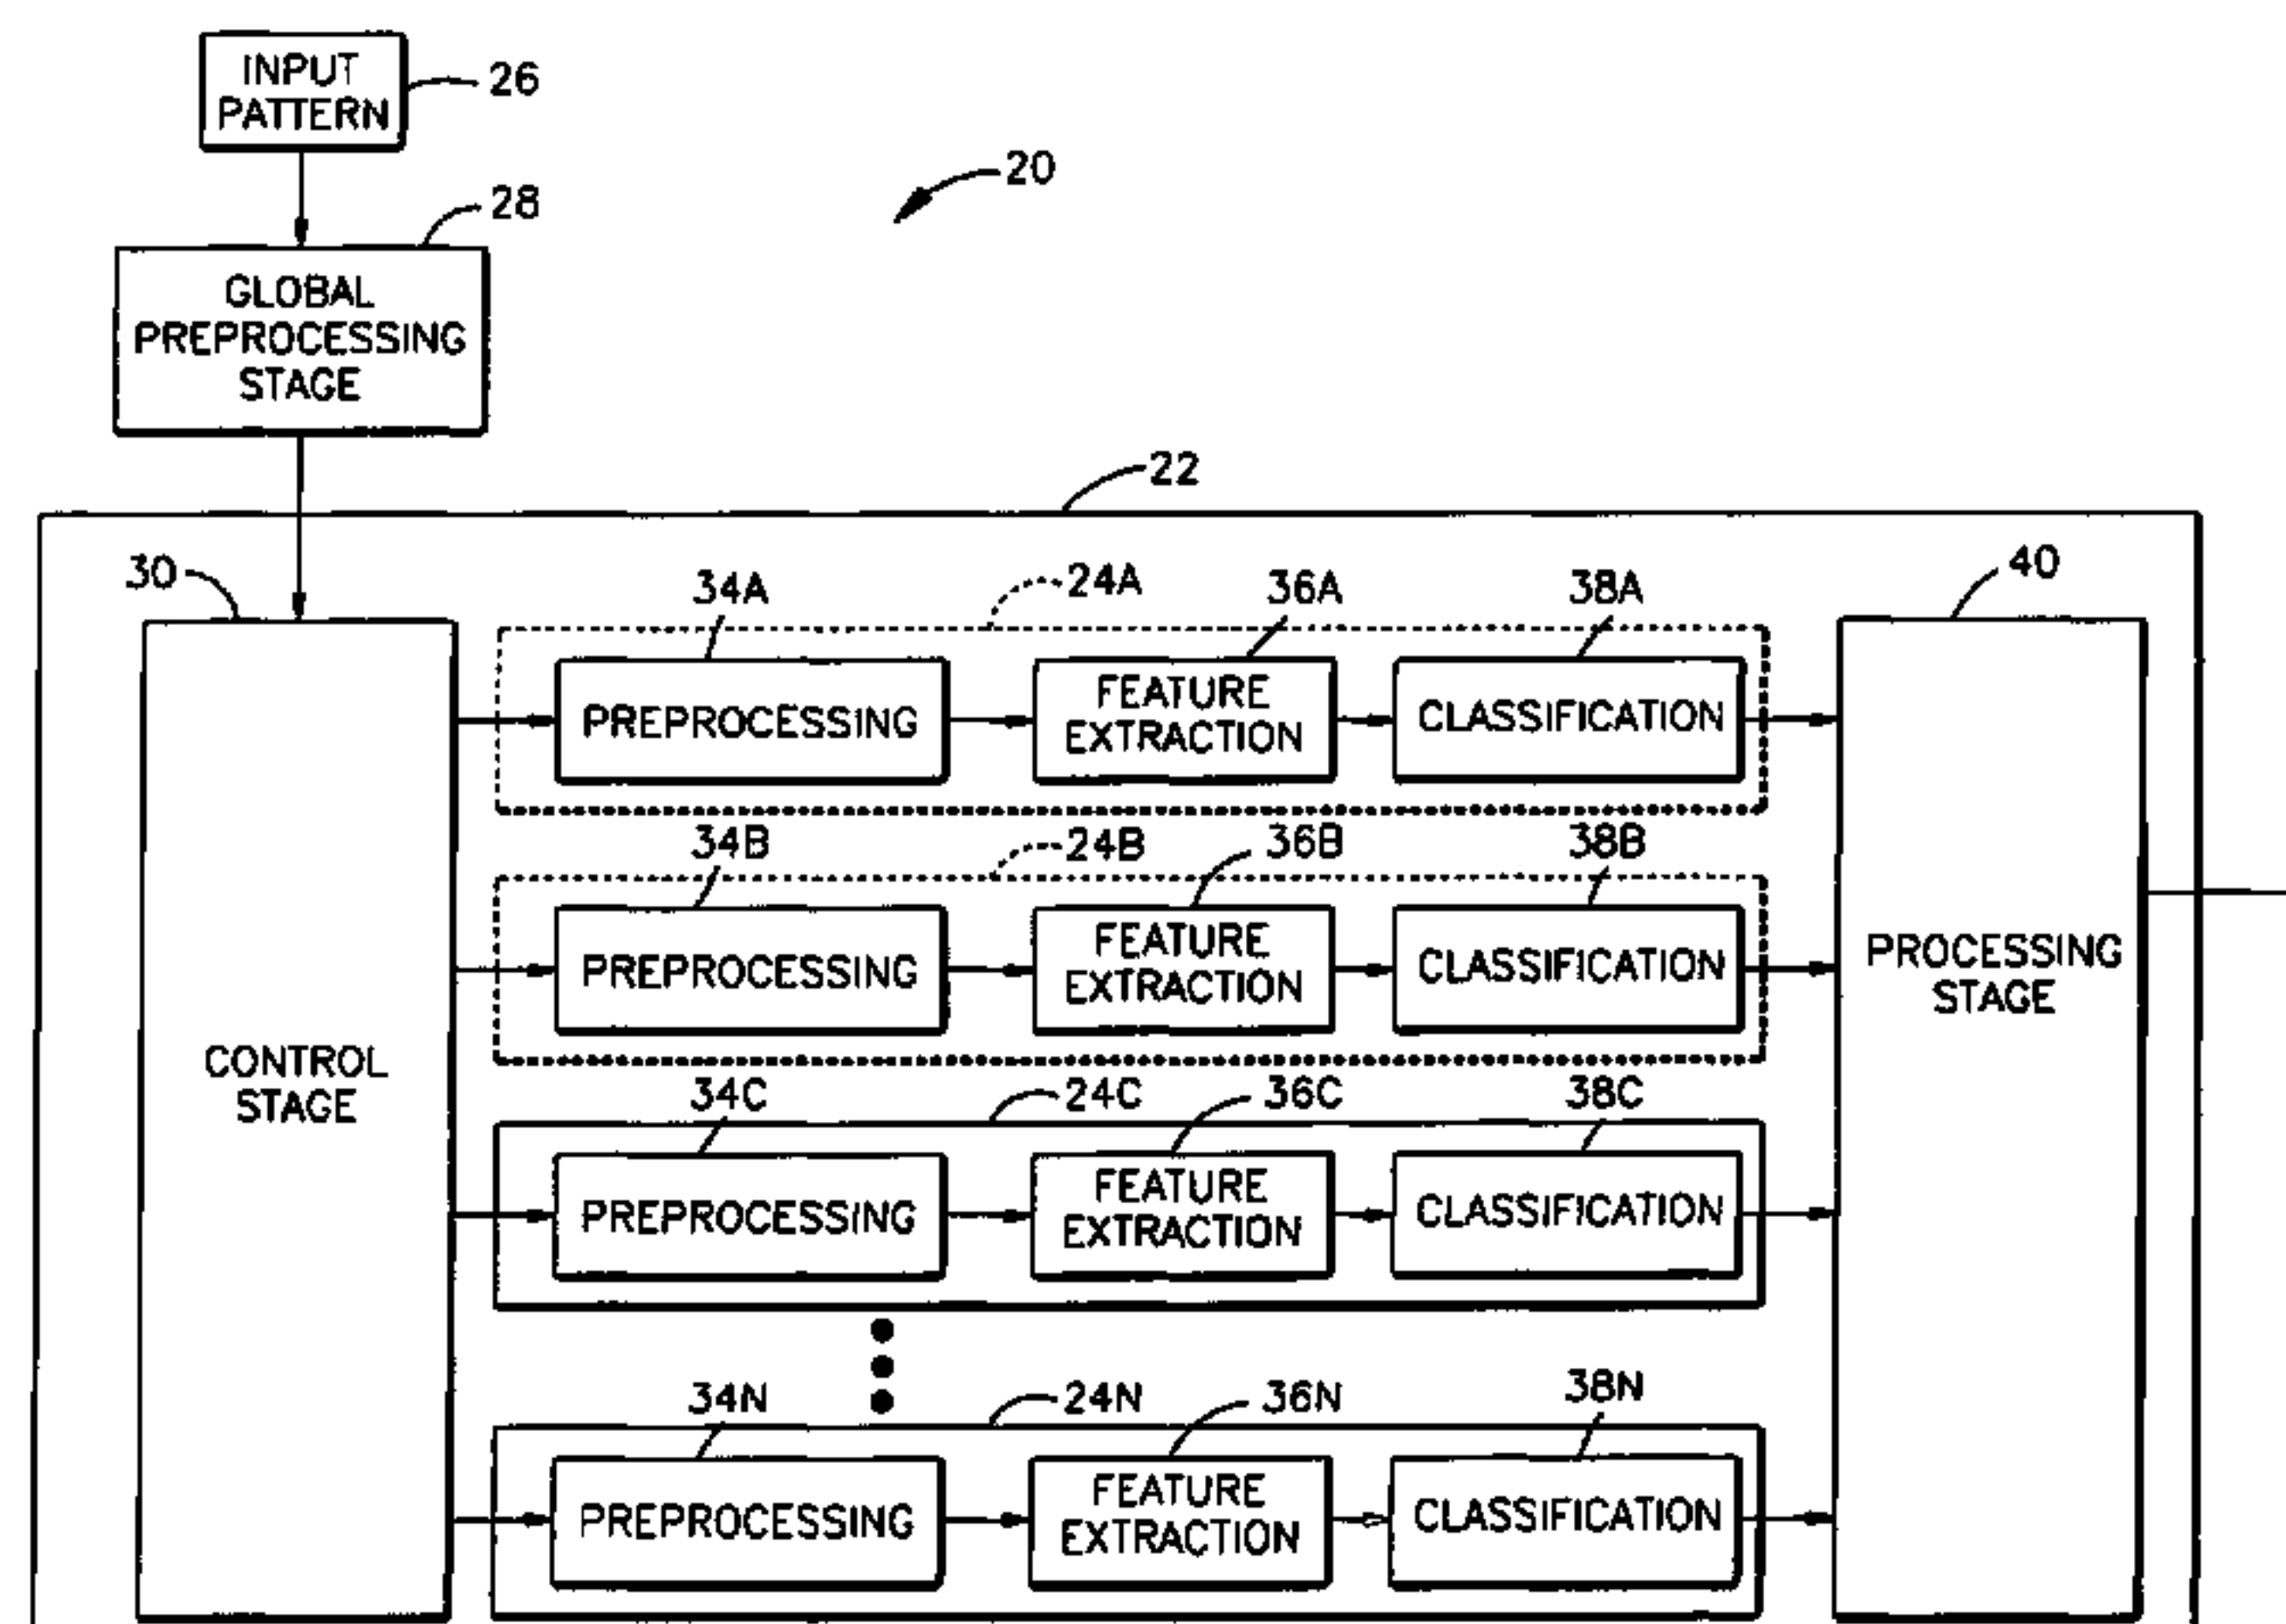 INPUT
PATTERN
26
20
28
GLOBAL
PREPROCESSING
STAGE
22
30
34A
24A
36A
38A
40
PREPROCESSING
FEATURE
EXTRACTION
CLASSIFICATION
34B
24B
36B
38B
PREPROCESSING
FEATURE
EXTRACTION
CLASSIFICATION
PROCESSING
STAGE
CONTROL
STAGE
34C
24C
36C
38C
PREPROCESSING
FEATURE
EXTRACTION
CLASSIFICATION
34N
24N
36N
38N
PREPROCESSING
FEATURE
EXTRACTION
CLASSIFICATION